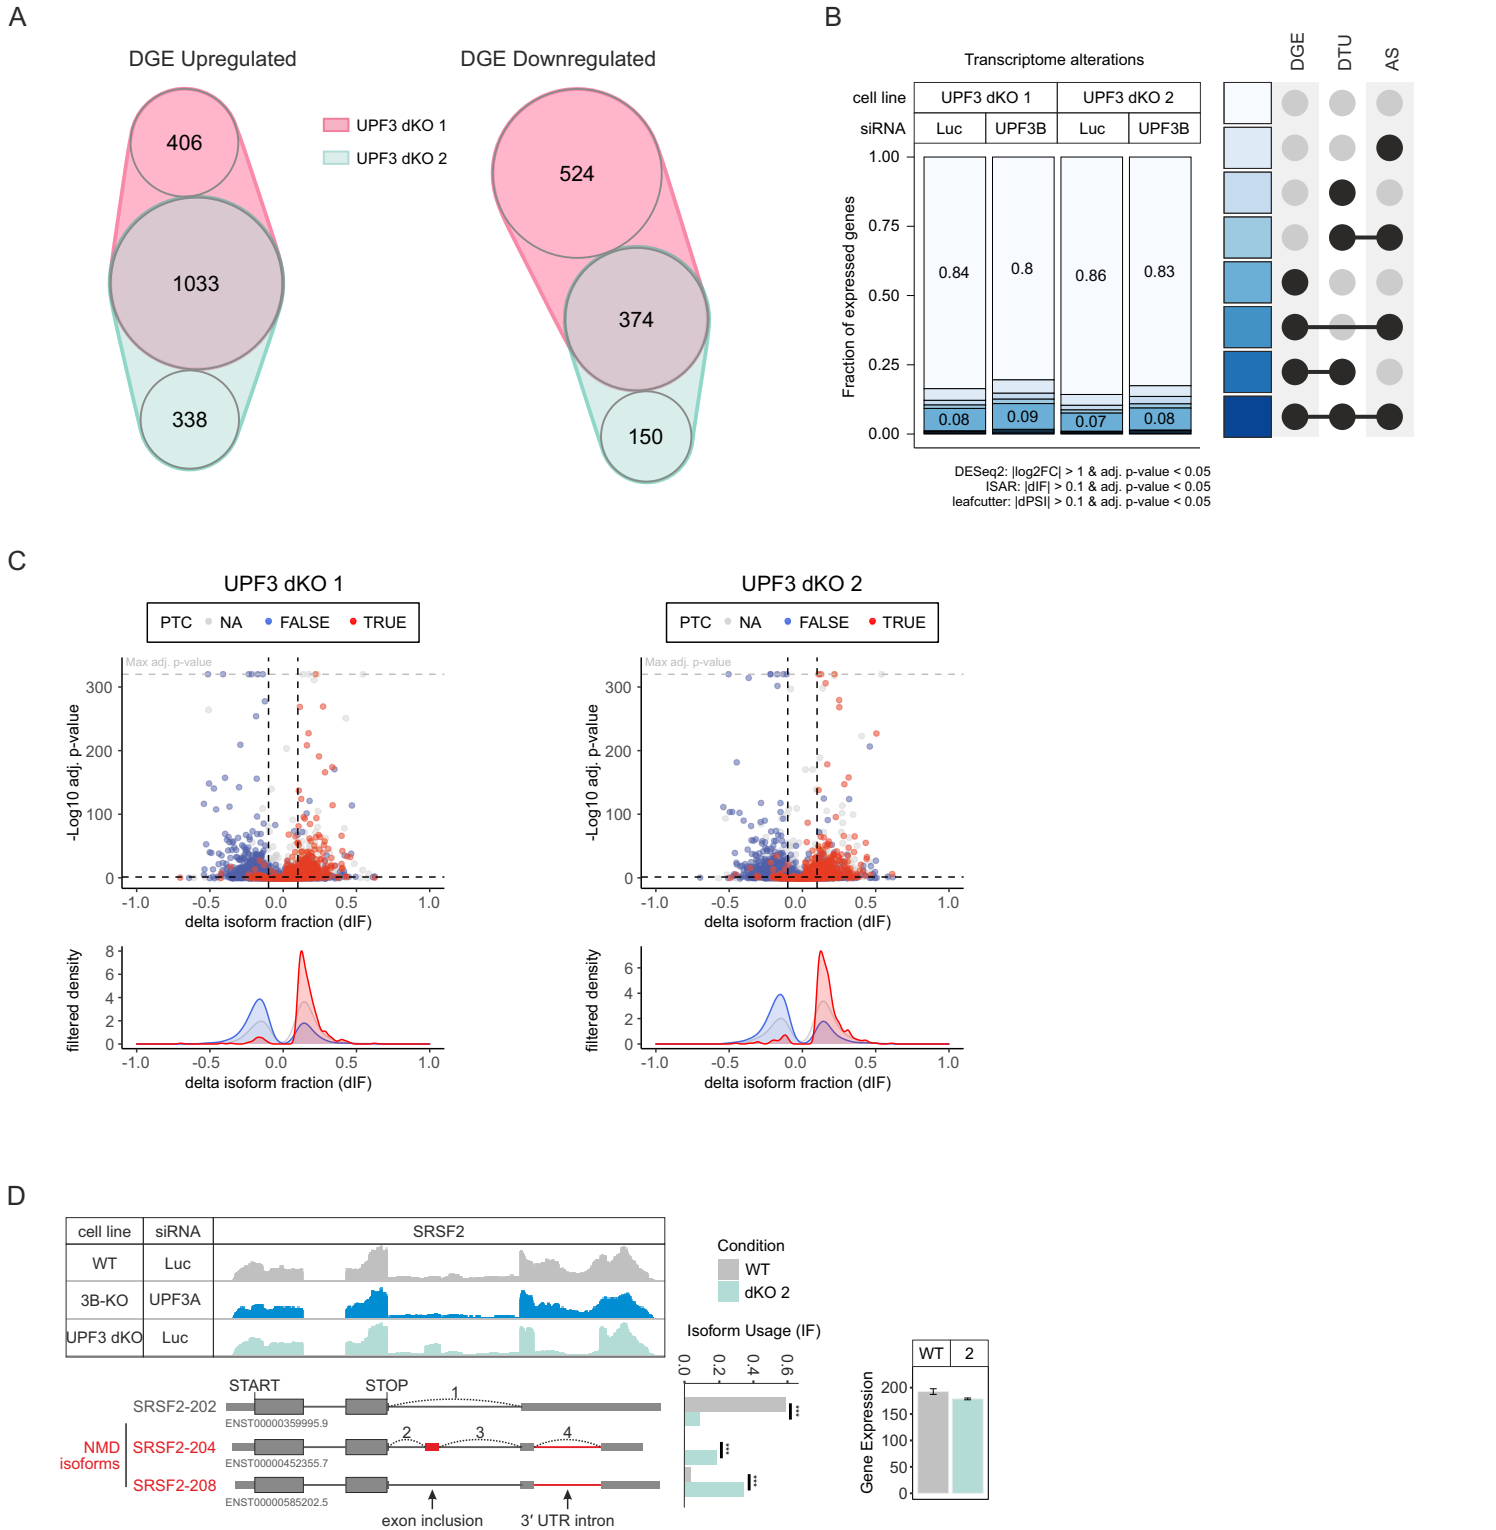 A
DGE Upregulated
DGE Downregulated
406
1033
338
UPF3 dKO 1
UPF3 dKO 2
524
374
150
B
Transcriptome alterations
cell line
UPF3 dKO 1
UPF3 dKO 2
siRNA
Luc
UPF3B
Luc
UPF3B
DGE
DTU
AS
Fraction of expressed genes
1.00
0.75
0.50
0.25
0.00
0.84
0.8
0.86
0.83
0.08
0.09
0.07
0.08
DESeq2: |log2FC| > 1 & adj. p-value < 0.05
ISAR: |dIF| > 0.1 & adj. p-value < 0.05
leafcutter: |dPSI| > 0.1 & adj. p-value < 0.05
C
UPF3 dKO 1
PTC NA FALSE TRUE
Max adj. p-value
-Log10 adj. p-value
300
200
100
0
-1.0 -0.5 0.0 0.5 1.0
delta isoform fraction (dIF)
filtered density
8
6
4
2
0
-1.0 -0.5 0.0 0.5 1.0
delta isoform fraction (dIF)
UPF3 dKO 2
PTC NA FALSE TRUE
Max adj. p-value
-Log10 adj. p-value
300
200
100
0
-1.0 -0.5 0.0 0.5 1.0
delta isoform fraction (dIF)
filtered density
6
4
2
0
-1.0 -0.5 0.0 0.5 1.0
delta isoform fraction (dIF)
D
cell line siRNA SRSF2
WT Luc
3B-KO UPF3A
UPF3 dKO Luc
START STOP
1
SRSF2-202
ENST00000359995.9
2 3 4
NMD
isoforms
SRSF2-204
ENST00000452355.7
SRSF2-208
ENST00000585202.5
exon inclusion
3′ UTR intron
Condition
WT
dKO 2
Isoform Usage (IF)
0.0 0.2 0.4 0.6
***
***
***
WT 2
Gene Expression
200
150
100
50
0